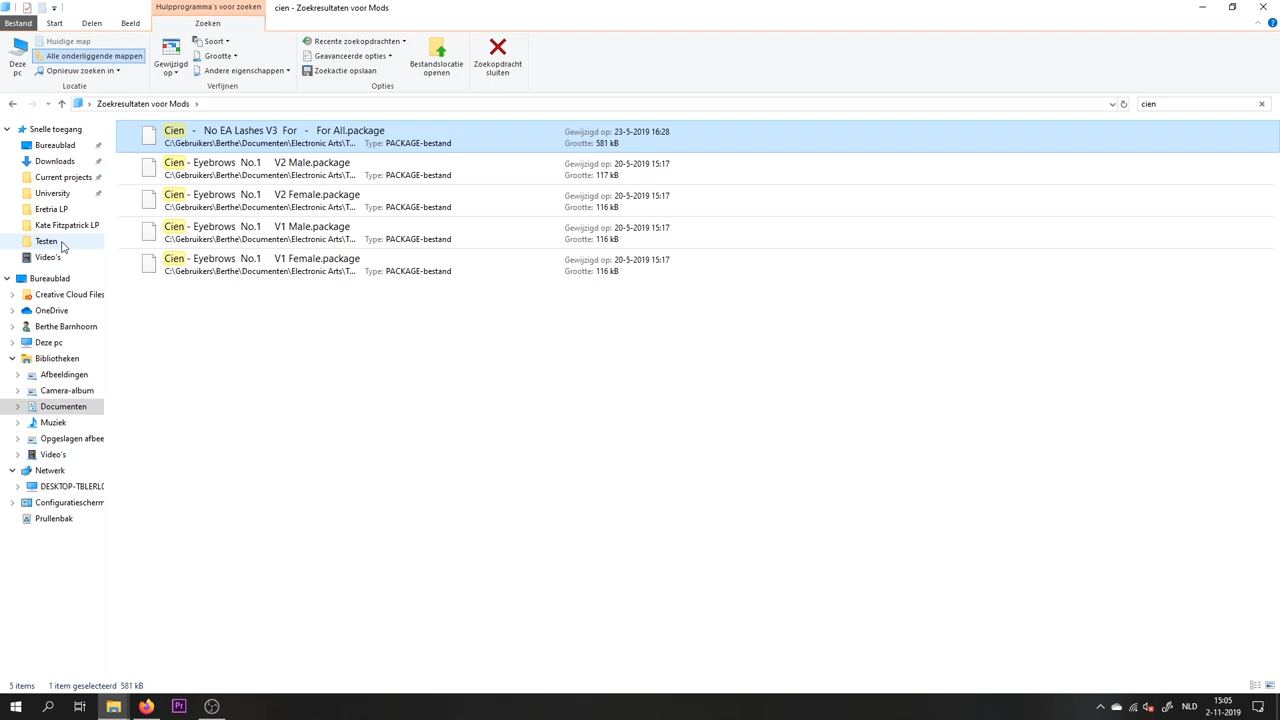 Hulpprogramma's voor zoeken
cien - Zoekresultaten voor Mods
Bestand
Start
Delen
Beeld
Zoeken
Deze pc
Huidige map
Alle onderliggende mappen
Opnieuw zoeken in
Locatie
Gewijzigd op
Soort
Grootte
Andere eigenschappen
Verfijnen
Recente zoekopdrachten
Geavanceerde opties
Zoekactie opslaan
Bestandslocatie openen
Opties
Zoekopdracht sluiten
Zoekresultaten voor Mods
cien
Snelle toegang
Bureaublad
Downloads
Current projects
University
Eretria LP
Kate Fitzpatrick LP
Testen
Video's
Bureaublad
Creative Cloud Files
OneDrive
Berthe Barnhoorn
Deze pc
Bibliotheken
Afbeeldingen
Camera-album
Documenten
Muziek
Opgeslagen afbee
Video's
Netwerk
DESKTOP-TBLERLO
Configuratiescherm
Prullenbak
Cien - No EA Lashes V3 For - For All.package
Gewijzigd op: 23-5-2019 16:28
C:\Gebruikers\Berthe\Documenten\Electronic Arts\T... Type: PACKAGE-bestand
Grootte: 581 kB
Cien - Eyebrows No.1 V2 Male.package
Gewijzigd op: 20-5-2019 15:17
C:\Gebruikers\Berthe\Documenten\Electronic Arts\T... Type: PACKAGE-bestand
Grootte: 117 kB
Cien - Eyebrows No.1 V2 Female.package
Gewijzigd op: 20-5-2019 15:17
C:\Gebruikers\Berthe\Documenten\Electronic Arts\T... Type: PACKAGE-bestand
Grootte: 116 kB
Cien - Eyebrows No.1 V1 Male.package
Gewijzigd op: 20-5-2019 15:17
C:\Gebruikers\Berthe\Documenten\Electronic Arts\T... Type: PACKAGE-bestand
Grootte: 116 kB
Cien - Eyebrows No.1 V1 Female.package
Gewijzigd op: 20-5-2019 15:17
C:\Gebruikers\Berthe\Documenten\Electronic Arts\T... Type: PACKAGE-bestand
Grootte: 116 kB
5 items 1 item geselecteerd 581 kB
Pr
NLD
15:05
2-11-2019